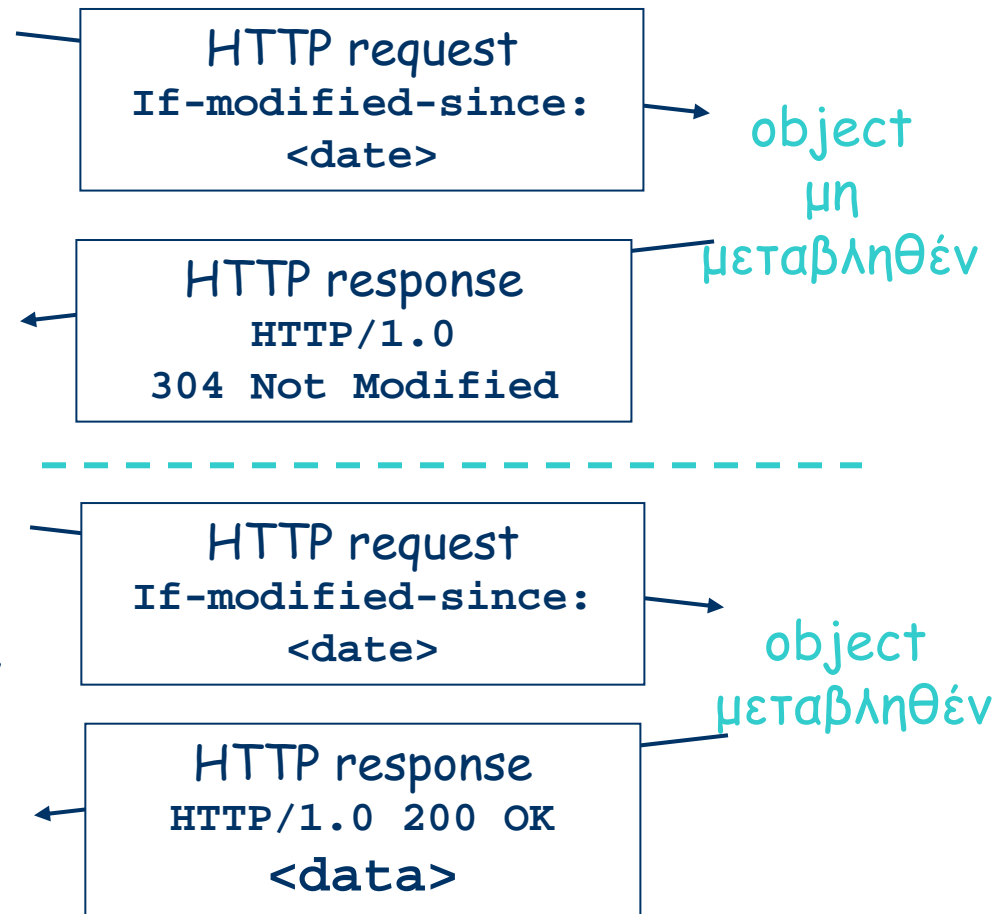 HTTP request
If-modified-since:
<date>
object
μη
μεταβληθέν
HTTP response
HTTP/1.0
304 Not Modified
HTTP request
If-modified-since:
<date>
object
μεταβληθέν
HTTP response
HTTP/1.0 200 OK
<data>